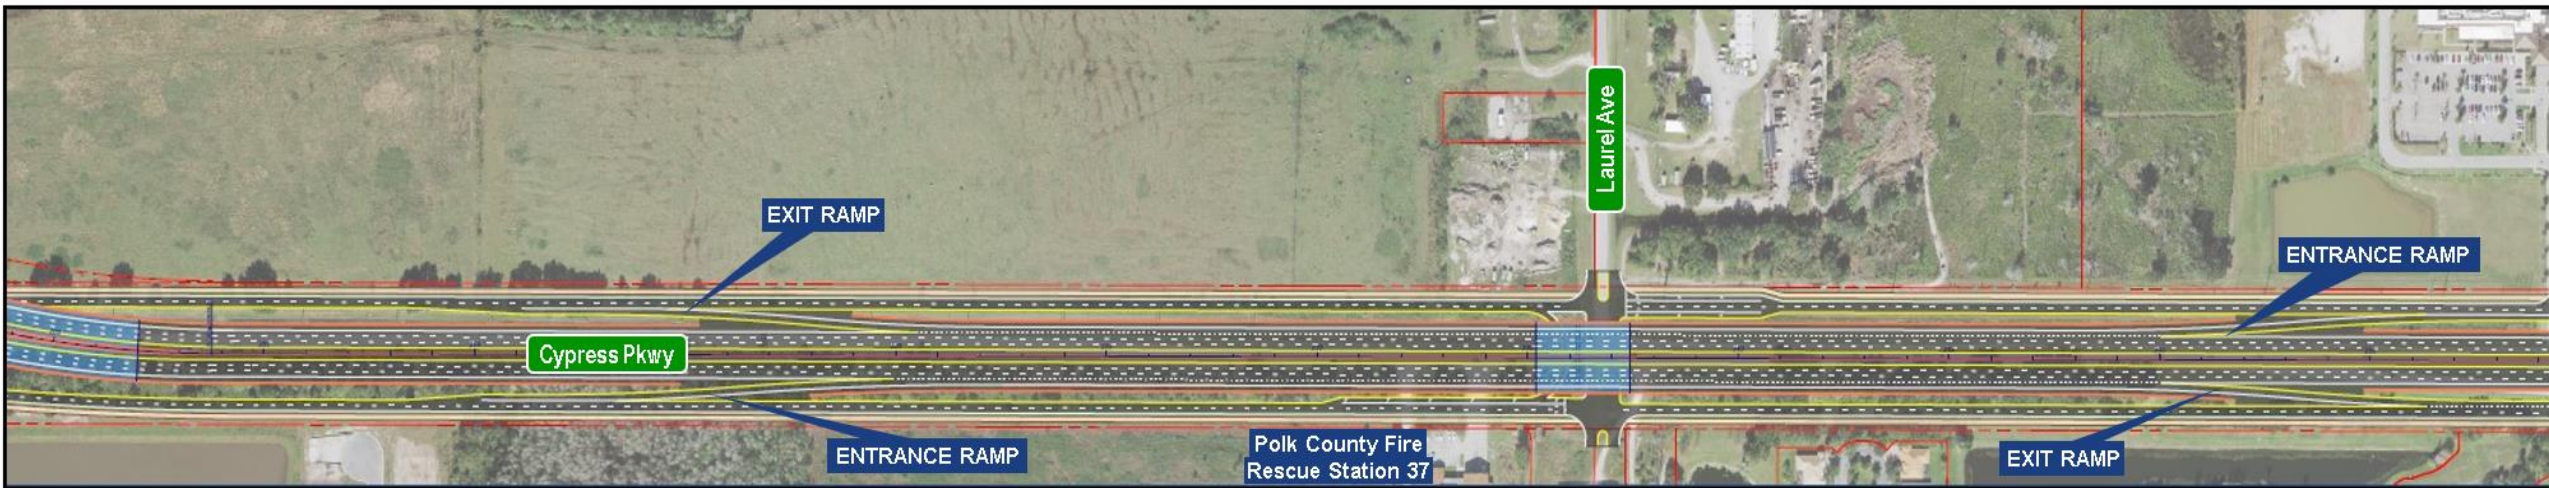 Laurel Ave
EXIT RAMP
ENTRANCE RAMP
Cypress Pkwy
ENTRANCE RAMP
Polk County Fire
Rescue Station 37
EXIT RAMP